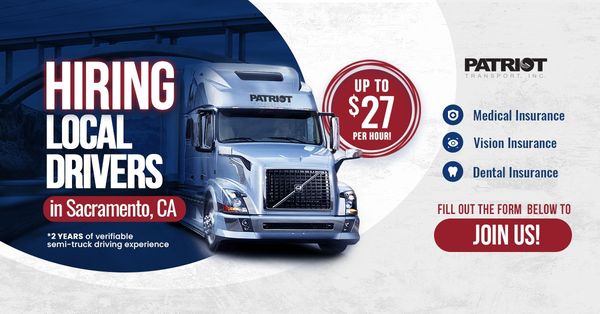 HIRING
LOCAL
DRIVERS
in Sacramento, CA
*2 YEARS of verifiable
semi-truck driving experience
PATRIOT
UP TO
$27
PER HOUR!
PATRIOT
TRANSPORT, INC.
Medical Insurance
Vision Insurance
Dental Insurance
FILL OUT THE FORM BELOW TO
JOIN US!